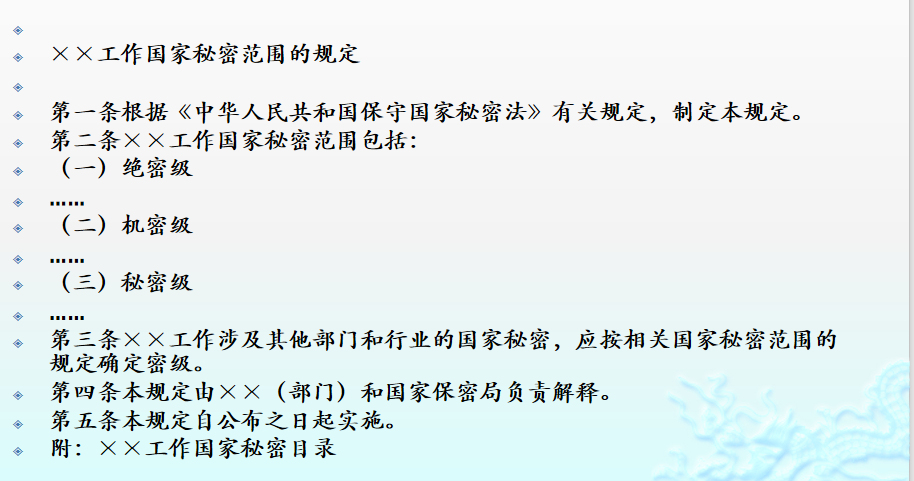 ××工作国家秘密范围的规定
第一条根据《中华人民共和国保守国家秘密法》有关规定，制定本规定。
第二条××工作国家秘密范围包括：
（一）绝密级
……
（二）机密级
……
（三）秘密级
……
第三条××工作涉及其他部门和行业的国家秘密，应按相关国家秘密范围的
规定确定密级。
第四条本规定由××（部门）和国家保密局负责解释。
第五条本规定自公布之日起实施。
附：××工作国家秘密目录